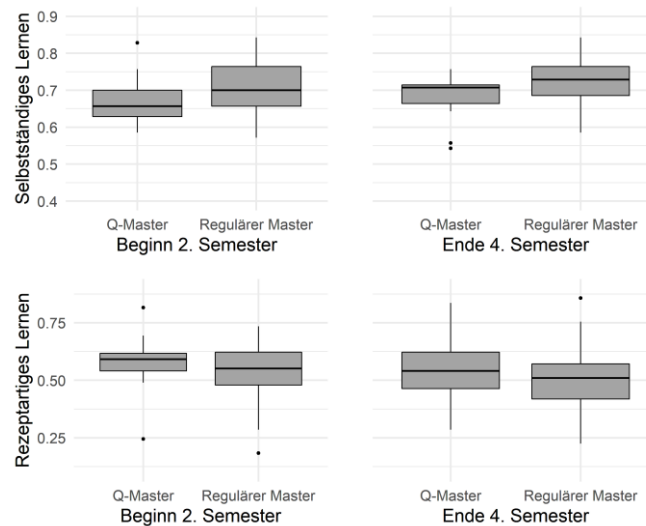 Selbstständiges Lernen
0.9
0.8
0.7
0.6
0.5
0.4
Q-Master Regulärer Master
Beginn 2. Semester
Q-Master Regulärer Master
Ende 4. Semester
Rezeptartiges Lernen
0.75
0.50
0.25
Q-Master Regulärer Master
Beginn 2. Semester
Q-Master Regulärer Master
Ende 4. Semester